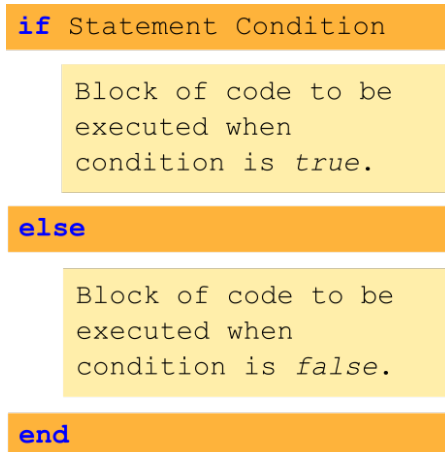 if Statement Condition
Block of code to be
executed when
condition is true.
else
Block of code to be
executed when
condition is false.
end